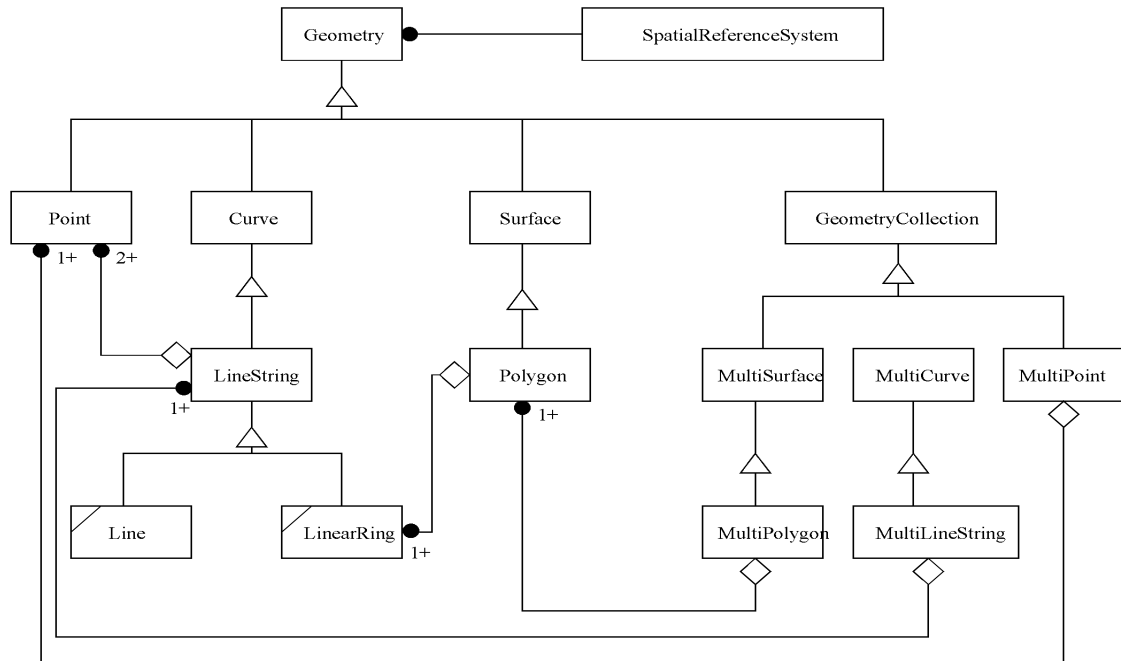 Geometry
SpatialReferenceSystem
Point
Curve
Surface
GeometryCollection
1+
2+
LineString
Polygon
MultiSurface
MultiCurve
MultiPoint
1+
1+
Line
LinearRing
MultiPolygon
MultiLineString
1+